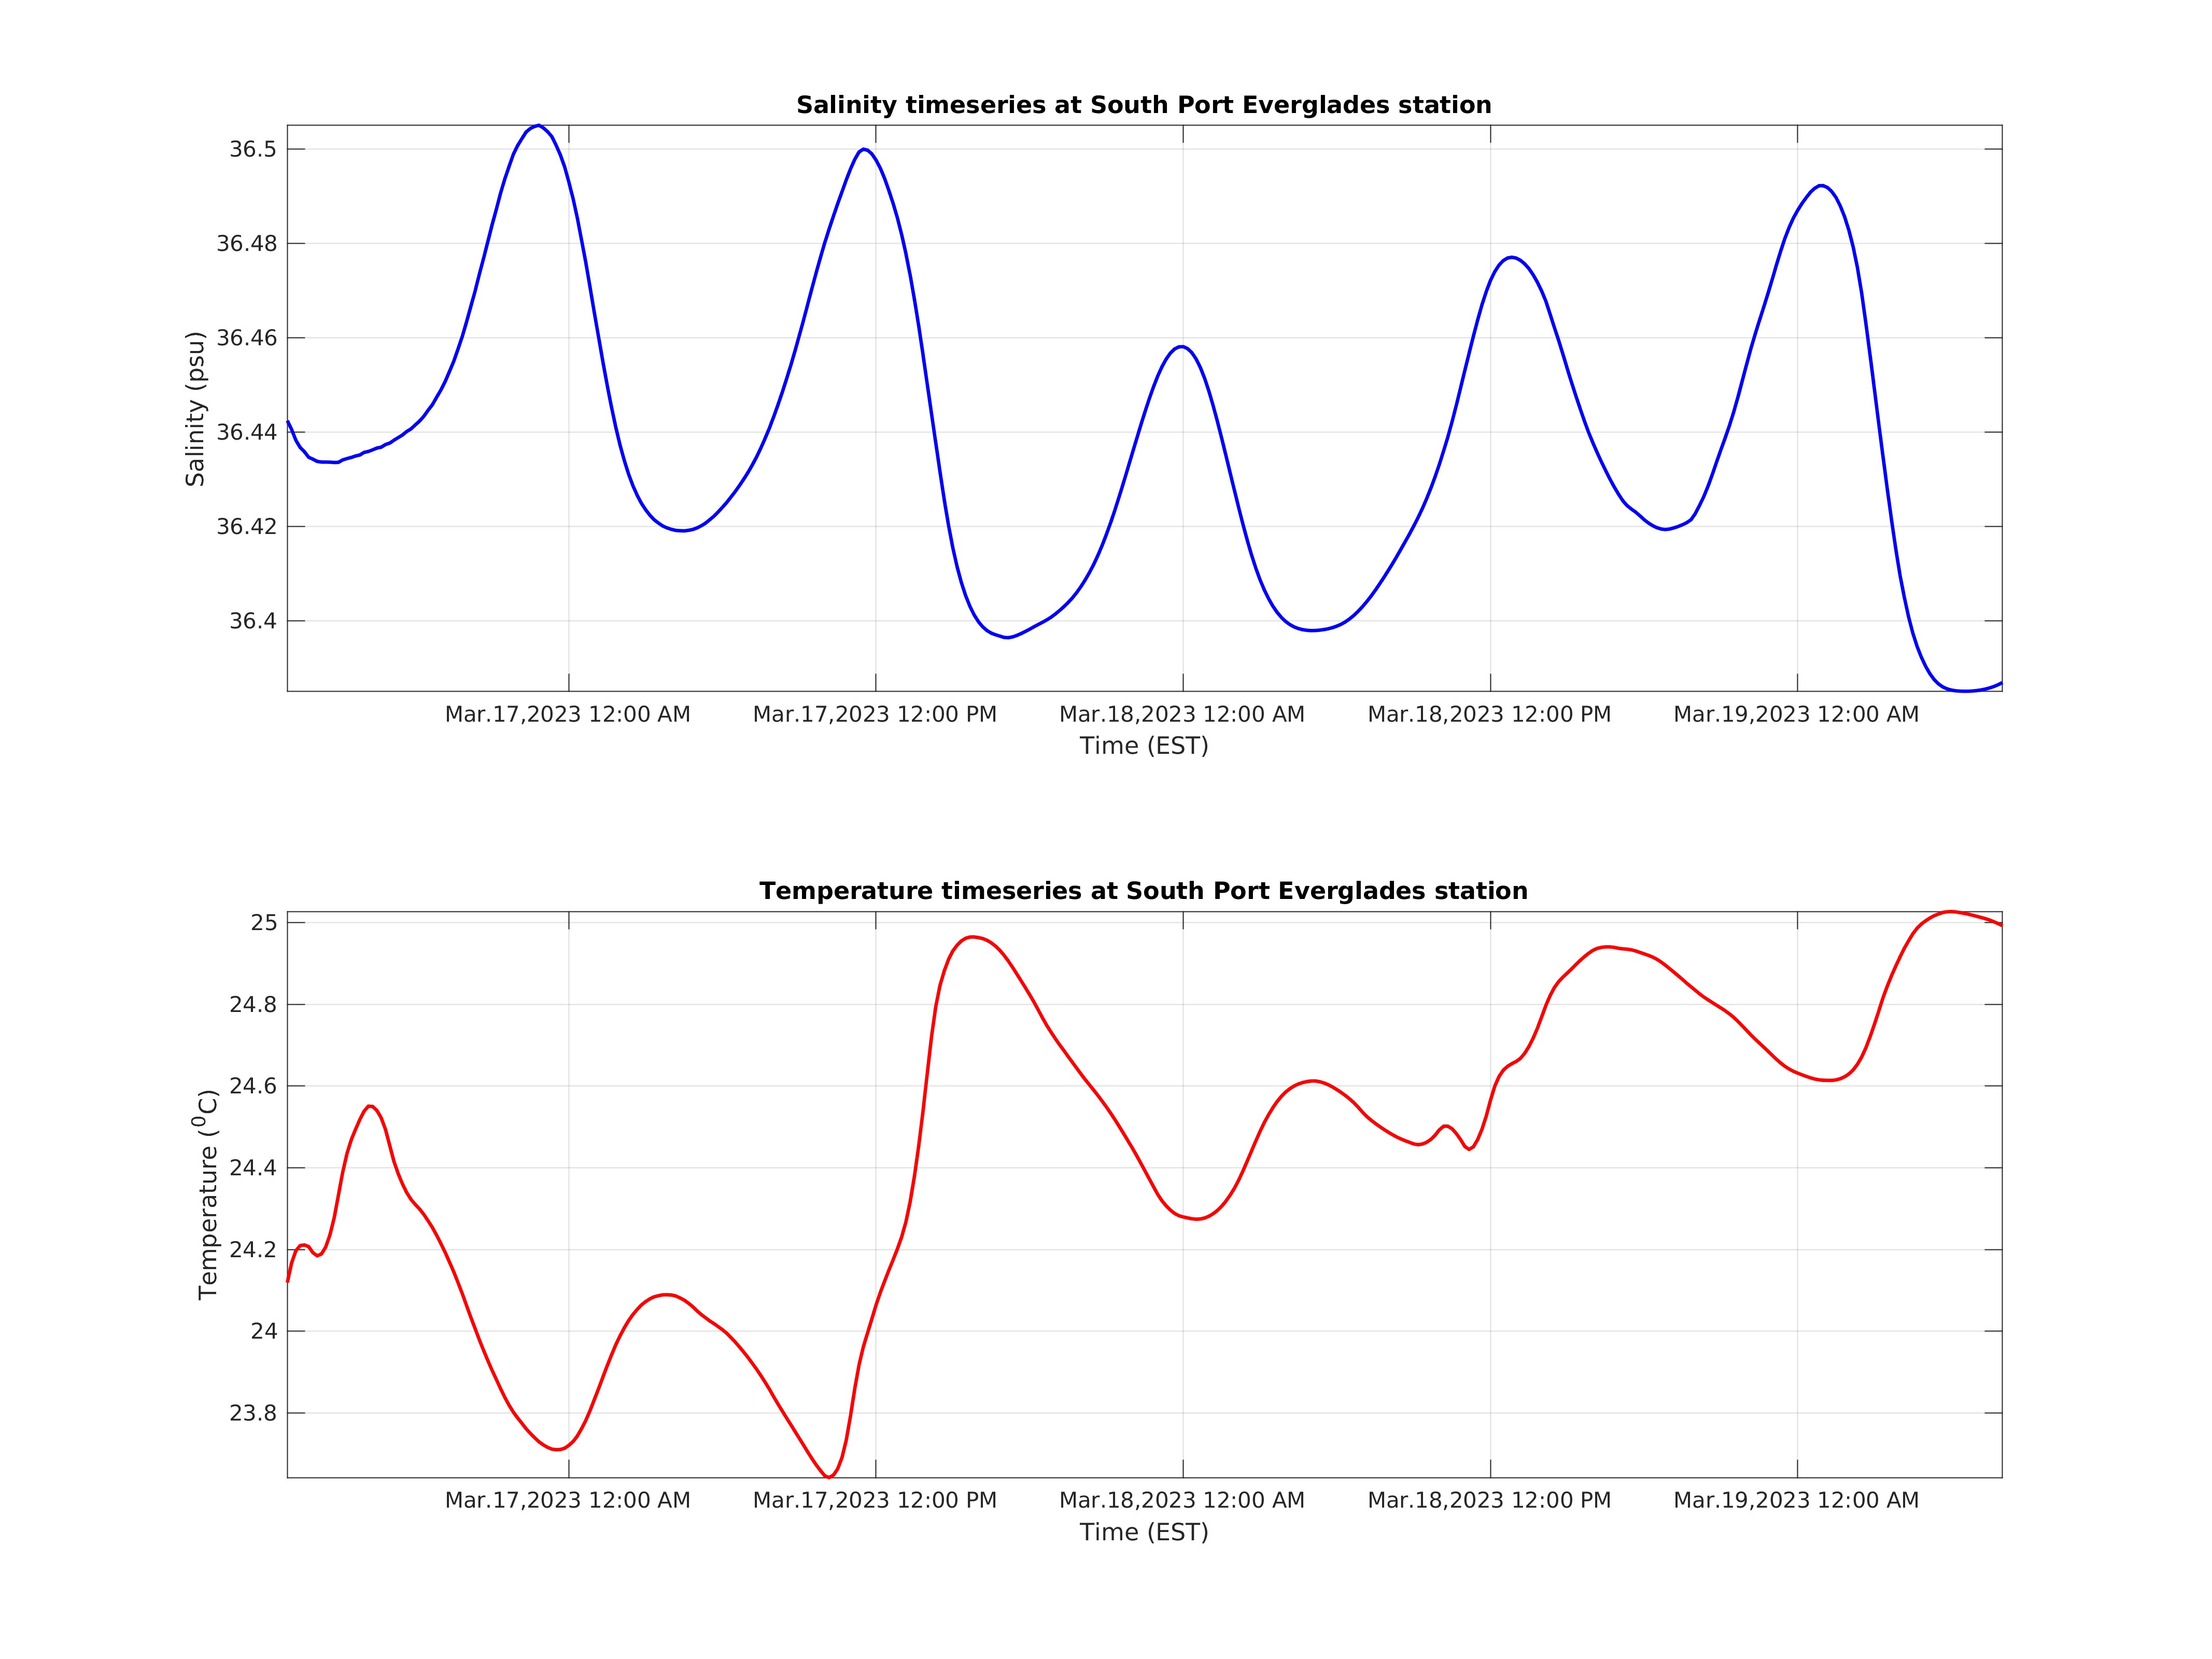 Salinity timeseries at South Port Everglades station
36.5
36.48
36.46
36.44
36.42
36.4
Salinity (psu)
Mar.17,2023 12:00 AM Mar.17,2023 12:00 PM Mar.18,2023 12:00 AM Mar.18,2023 12:00 PM Mar.19,2023 12:00 AM
Time (EST)
Temperature timeseries at South Port Everglades station
25
24.8
24.6
24.4
24.2
24
23.8
Temperature (⁰C)
Mar.17,2023 12:00 AM Mar.17,2023 12:00 PM Mar.18,2023 12:00 AM Mar.18,2023 12:00 PM Mar.19,2023 12:00 AM
Time (EST)